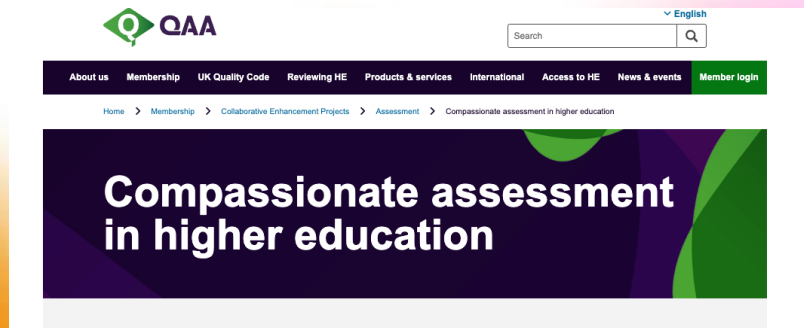 English
QAA
Search
About us Membership UK Quality Code Reviewing HE Products & services International Access to HE News & events Member login
Home > Membership > Collaborative Enhancement Projects > Assessment > Compassionate assessment in higher education
Compassionate assessment
in higher education